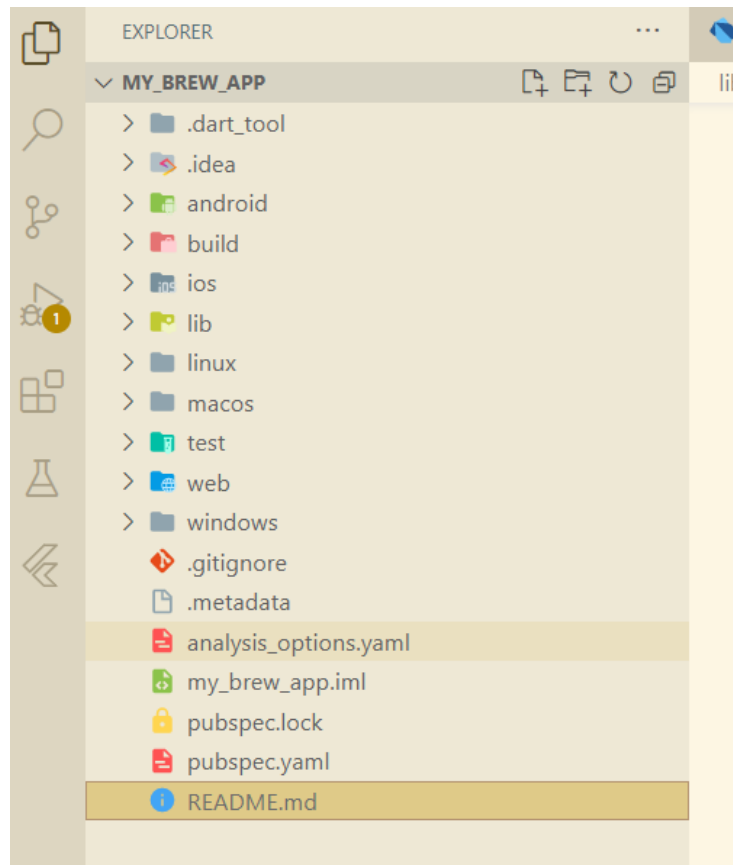 EXPLORER
MY_BREW_APP
.dart_tool
.idea
android
build
ios
lib
linux
macos
test
web
windows
.gitignore
.metadata
analysis_options.yaml
my_brew_app.iml
pubspec.lock
pubspec.yaml
README.md
1